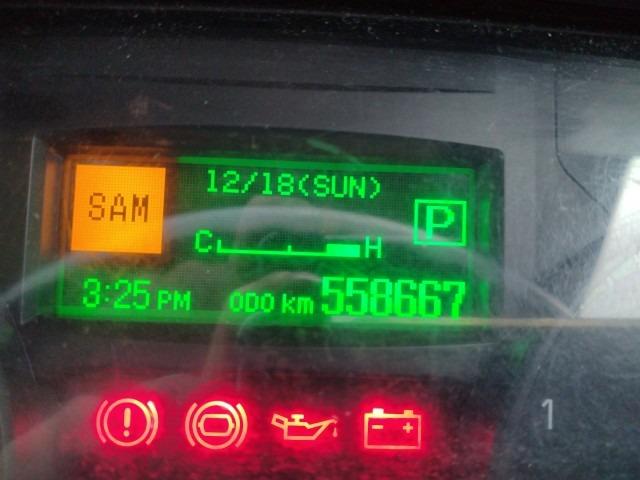 SAM
12/18(SUN)
P
C H
3:25 PM ODO km 558667
1